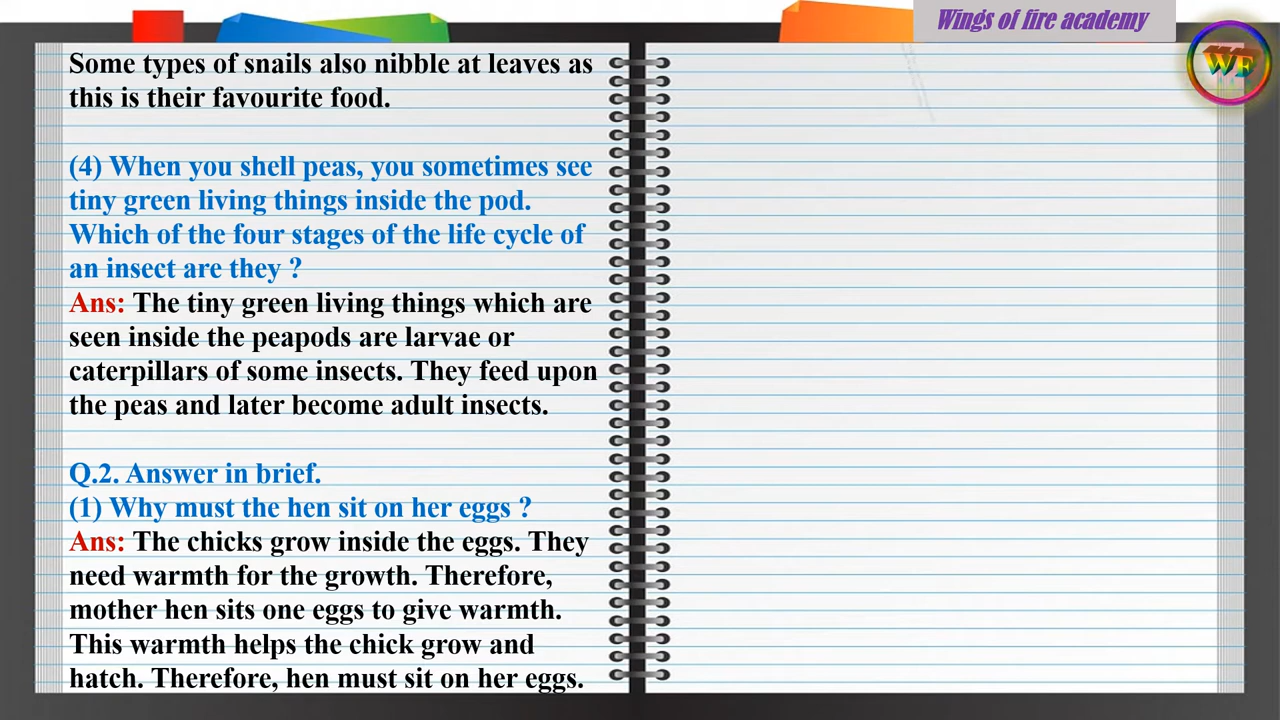 Wings of fire academy
WF
Some types of snails also nibble at leaves as
this is their favourite food.
(4) When you shell peas, you sometimes see
tiny green living things inside the pod.
Which of the four stages of the life cycle of
an insect are they ?
Ans: The tiny green living things which are
seen inside the peapods are larvae or
caterpillars of some insects. They feed upon
the peas and later become adult insects.
Q.2. Answer in brief.
(1) Why must the hen sit on her eggs ?
Ans: The chicks grow inside the eggs. They
need warmth for the growth. Therefore,
mother hen sits one eggs to give warmth.
This warmth helps the chick grow and
hatch. Therefore, hen must sit on her eggs.